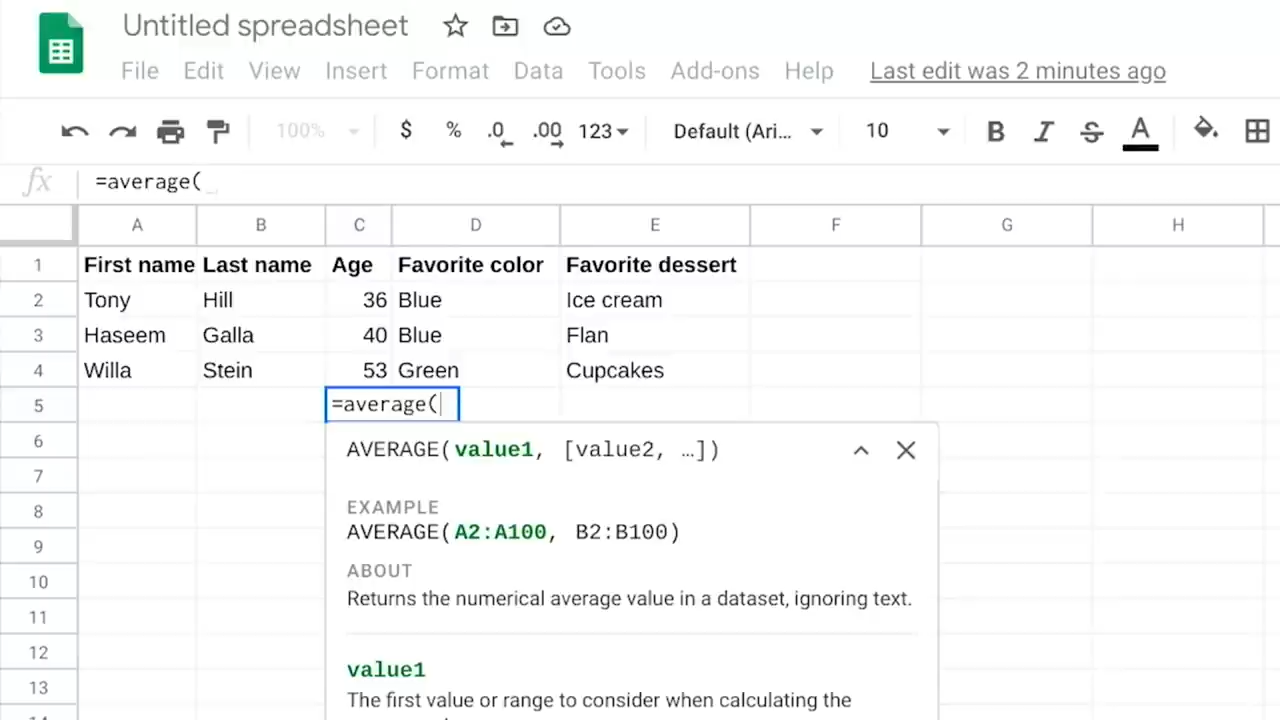 Untitled spreadsheet
File Edit View Insert Format Data Tools Add-ons Help Last edit was 2 minutes ago
100% $ % .0 .00 123 Default (Ari... 10 B I S A
fx =average(
A B C D E F G H
1 First name Last name Age Favorite color Favorite dessert
2 Tony Hill 36 Blue Ice cream
3 Haseem Galla 40 Blue Flan
4 Willa Stein 53 Green Cupcakes
5 =average(
6 AVERAGE(value1, [value2, …])
7
8 EXAMPLE
9 AVERAGE(A2:A100, B2:B100)
10 ABOUT
11 Returns the numerical average value in a dataset, ignoring text.
12
13 value1
The first value or range to consider when calculating the